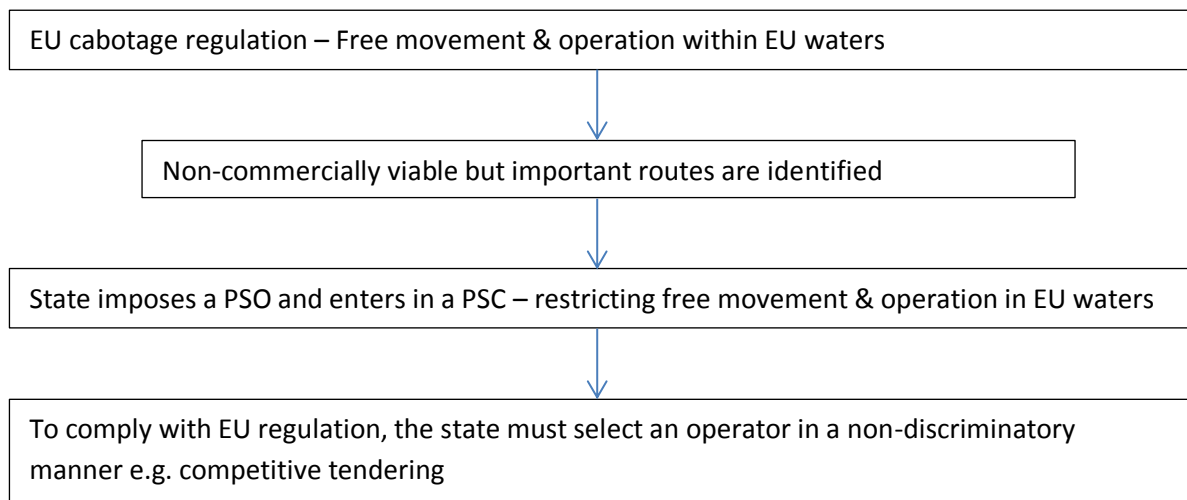 EU cabotage regulation – Free movement & operation within EU waters
Non-commercially viable but important routes are identified
State imposes a PSO and enters in a PSC – restricting free movement & operation in EU waters
To comply with EU regulation, the state must select an operator in a non-discriminatory
manner e.g. competitive tendering